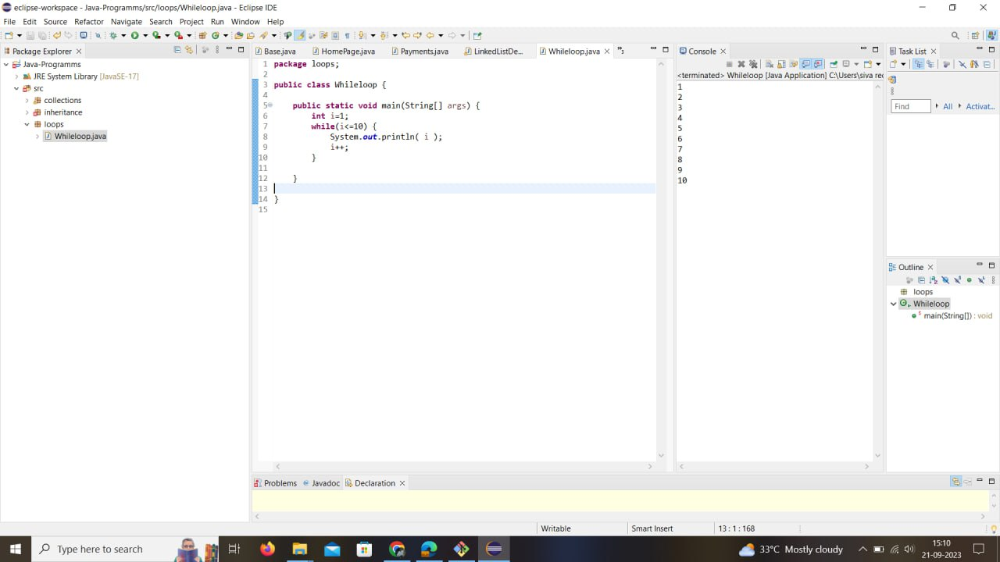 eclipse-workspace - Java-Programms/src/loops/Whileloop.java - Eclipse IDE
File Edit Source Refactor Navigate Search Project Run Window Help
Package Explorer
Java-Programms
JRE System Library [JavaSE-17]
src
collections
inheritance
loops
Whileloop.java
Base.java HomePage.java Payments.java LinkedListDe... Whileloop.java »3
1 package loops;
2
3 public class Whileloop {
4
5 public static void main(String[] args) {
6 int i=1;
7 while(i<=10) {
8 System.out.println( i );
9 i++;
10 }
11
12 }
13
14 }
15
Console
<terminated> Whileloop [Java Application] C:\Users\siva rec
1
2
3
4
5
6
7
8
9
10
Task List
Find All Activat...
Outline
loops
Whileloop
main(String[]) : void
Problems Javadoc Declaration
Writable Smart Insert 13 : 1 : 168
Type here to search
33°C Mostly cloudy
15:10
21-09-2023